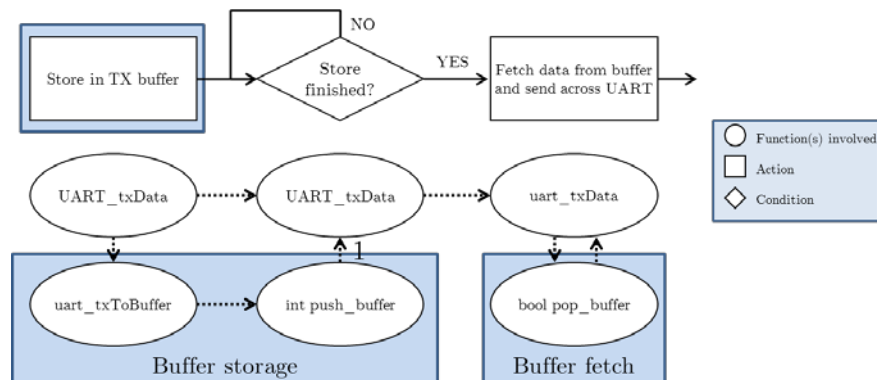 NO
Store in TX buffer
Store
finished?
YES
Fetch data from buffer
and send across UART
Function(s) involved
Action
Condition
UART_txData
UART_txData
uart_txData
1
uart_txToBuffer
int push_buffer
bool pop_buffer
Buffer storage
Buffer fetch